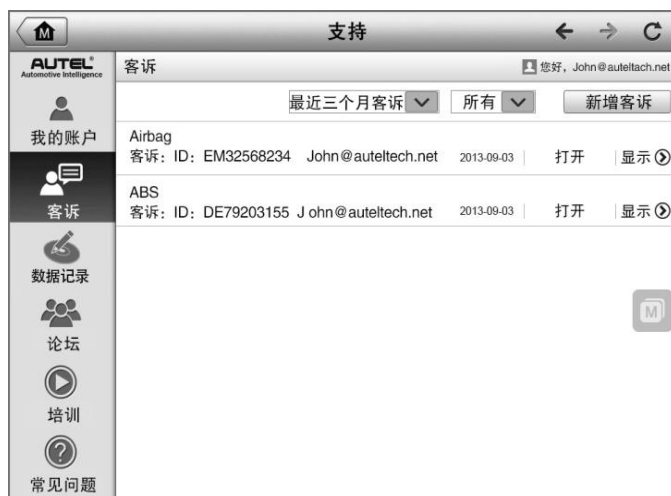 支持
AUTEL®
Automotive Intelligence
客诉
您好，John@auteltach.net
最近三个月客诉
所有
新增客诉
我的账户
客诉
数据记录
论坛
培训
常见问题
Airbag
客诉：ID：EM32568234 John@auteltech.net 2013-09-03 打开 显示
ABS
客诉：ID：DE79203155 J ohn@auteltech.net 2013-09-03 打开 显示
M
M